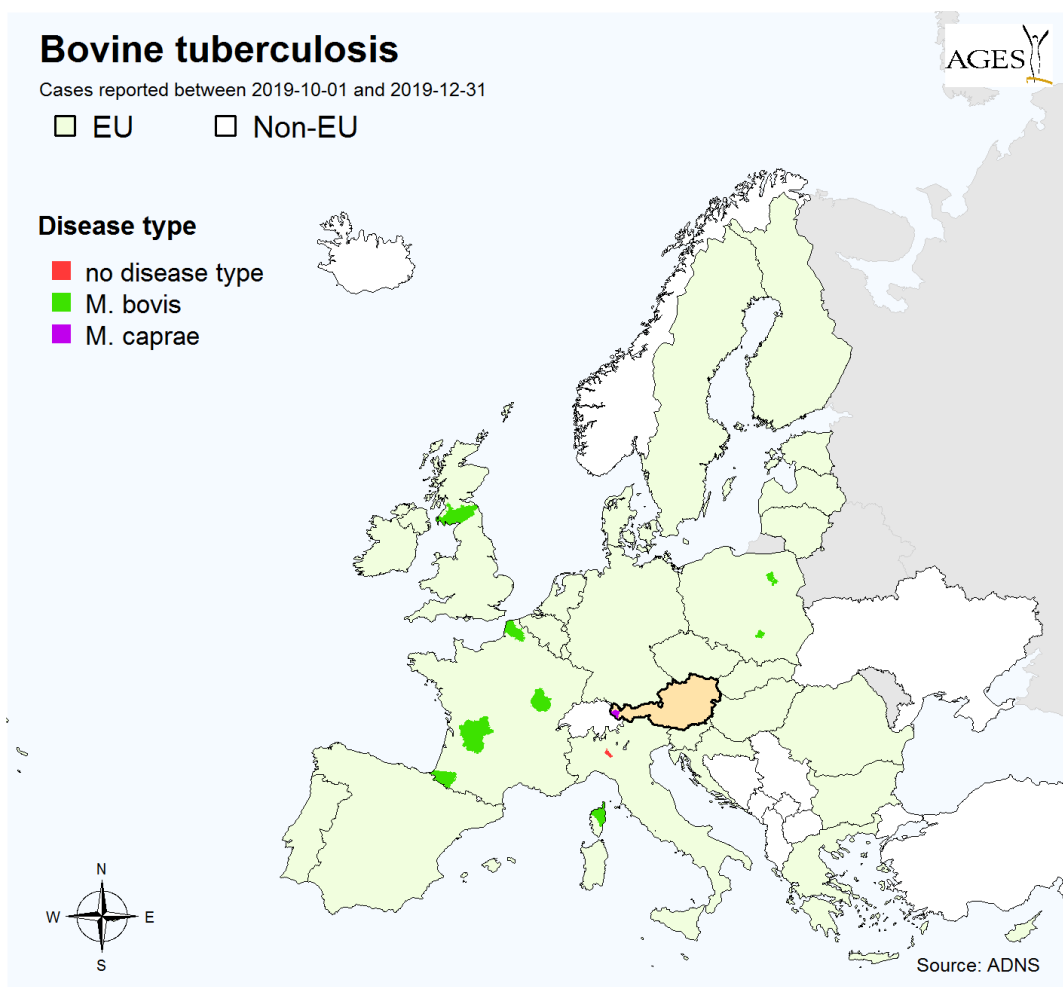 Bovine tuberculosis
Cases reported between 2019-10-01 and 2019-12-31
EU Non-EU
AGES
Disease type
no disease type
M. bovis
M. caprae
N
W E
S
Source: ADNS